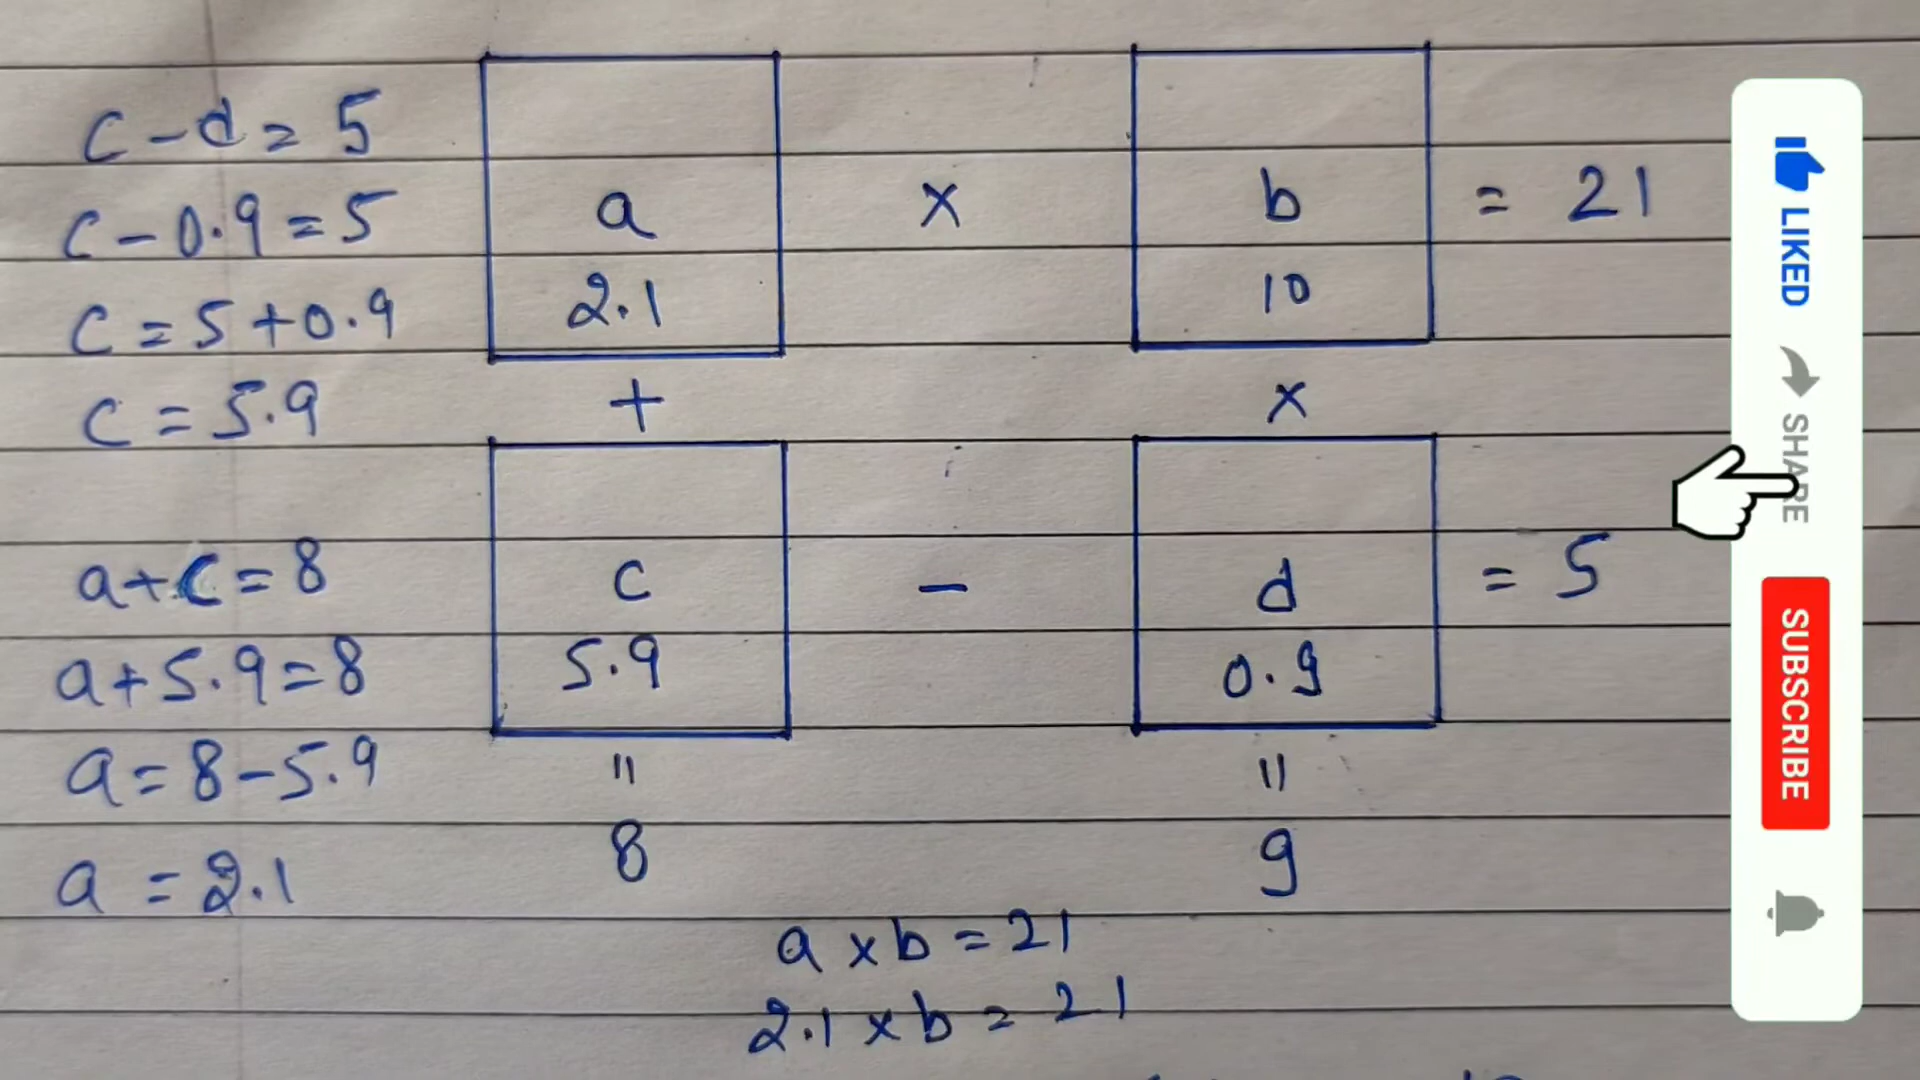 c - d = 5
c - 0.9 = 5
c = 5 + 0.9
c = 5.9
a + c = 8
a + 5.9 = 8
a = 8 - 5.9
a = 2.1
a × b = 21
2.1 10
+ ×
c - d = 5
5.9 0.9
= =
8 9
a × b = 21
2.1 × b = 21
LIKED
SHARE
SUBSCRIBE